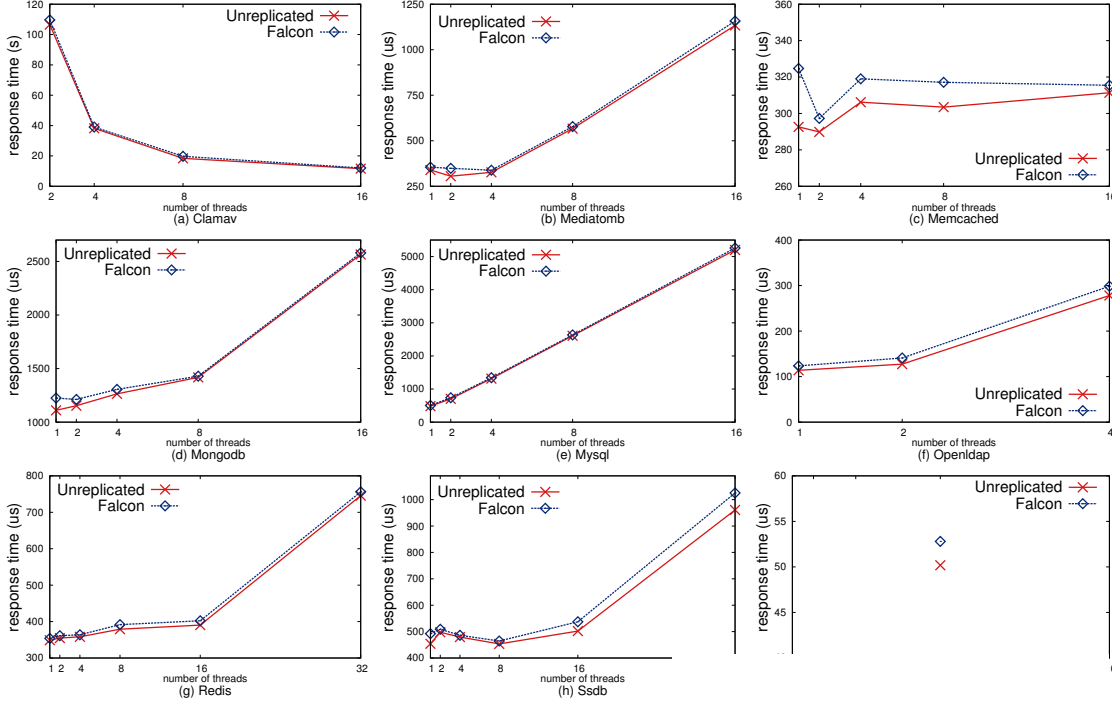 120
100
80
60
40
20
0
response time (s)
Unreplicated
Falcon
2 4 8 16
number of threads
(a) Clamav
1250
1000
750
500
250
response time (us)
Unreplicated
Falcon
1 2 4 8 16
number of threads
(b) Mediatomb
360
340
320
300
280
260
response time (us)
Unreplicated
Falcon
1 2 4 8 16
number of threads
(c) Memcached
2500
2000
1500
1000
response time (us)
Unreplicated
Falcon
1 2 4 8 16
number of threads
(d) Mongodb
5000
4000
3000
2000
1000
0
response time (us)
Unreplicated
Falcon
1 2 4 8 16
number of threads
(e) Mysql
400
300
200
100
0
response time (us)
Unreplicated
Falcon
1 2 4
number of threads
(f) Openldap
800
700
600
500
400
300
response time (us)
Unreplicated
Falcon
1 2 4 8 16 32
number of threads
(g) Redis
1000
900
800
700
600
500
400
response time (us)
Unreplicated
Falcon
1 2 4 8 16
number of threads
(h) Ssdb
60
55
50
45
response time (us)
Unreplicated
Falcon